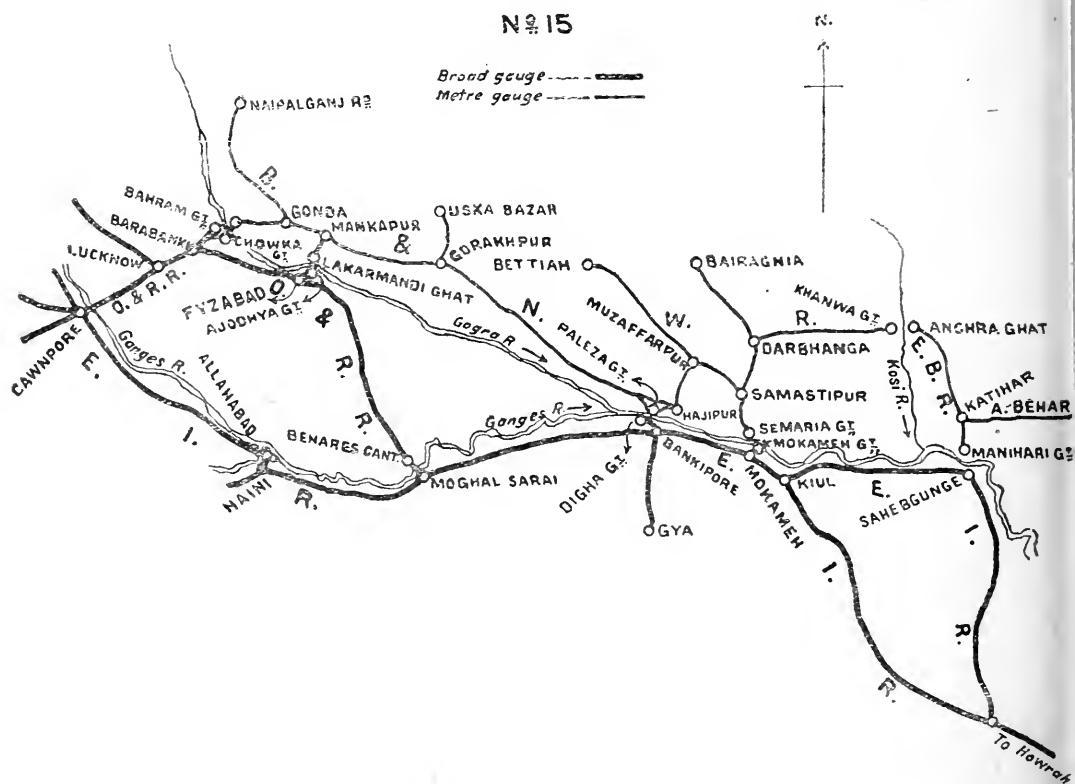 No 15
N.
Broad gauge
Metre gauge
NAIPALGANJ RD
B.
BAHRAM GT
GONDA
MANKAPUR
USKA BAZAR
BARABANKI
CHOWKA GT
&
GORAKHPUR
BETTIAH
BAIRAGNIA
LUCKNOW
LAKARMANDI GHAT
O. & R. R.
FYZABAD
O.
AJODHYA GT
&
N.
W.
R.
KHANWA GT
ANCHRA GHAT
MUZAFFARPUR
DARBHANGA
E. B. R.
CAWNPORE
Gogra R
PALEZA GT
Kosi R.
E.
Ganges R.
R.
SAMASTIPUR
KATIHAR
A.-BEHAR
ALLAHABAD
Ganges R.
HAJIPUR
SEMARIA GT
MOKAMEH GT
I.
R.
BENARES CANT.
BANKIPORE
E.
MANIHARI GT
NAINI
R.
MOGHAL SARAI
DIGHA GT
MOKAMEH
KIUL
E.
SAHEBGUNGE
GYA
I.
I.
R.
R.
To Howrah